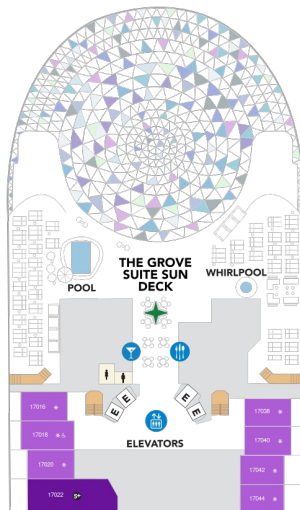 THE GROVE
SUITE SUN
DECK
POOL
WHIRLPOOL
E
E
E
E
ELEVATORS
17016
17018
17020
17022
17038
17040
17042
17044